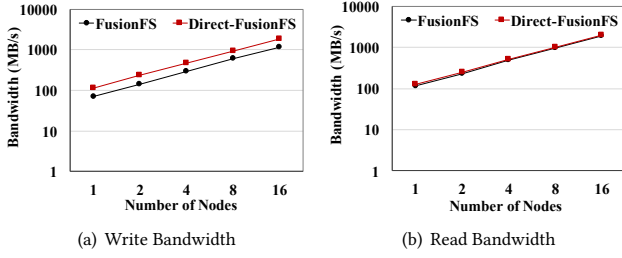 FusionFS Direct-FusionFS
10000
1000
100
10
1
Bandwidth (MB/s)
1 2 4 8 16
Number of Nodes
(a) Write Bandwidth
FusionFS Direct-FusionFS
10000
1000
100
10
1
Bandwidth (MB/s)
1 2 4 8 16
Number of Nodes
(b) Read Bandwidth